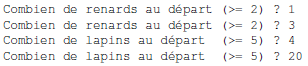 Combien de renards au départ (>= 2) ? 1
Combien de renards au départ (>= 2) ? 3
Combien de lapins au départ  (>= 5) ? 4
Combien de lapins au départ  (>= 5) ? 20